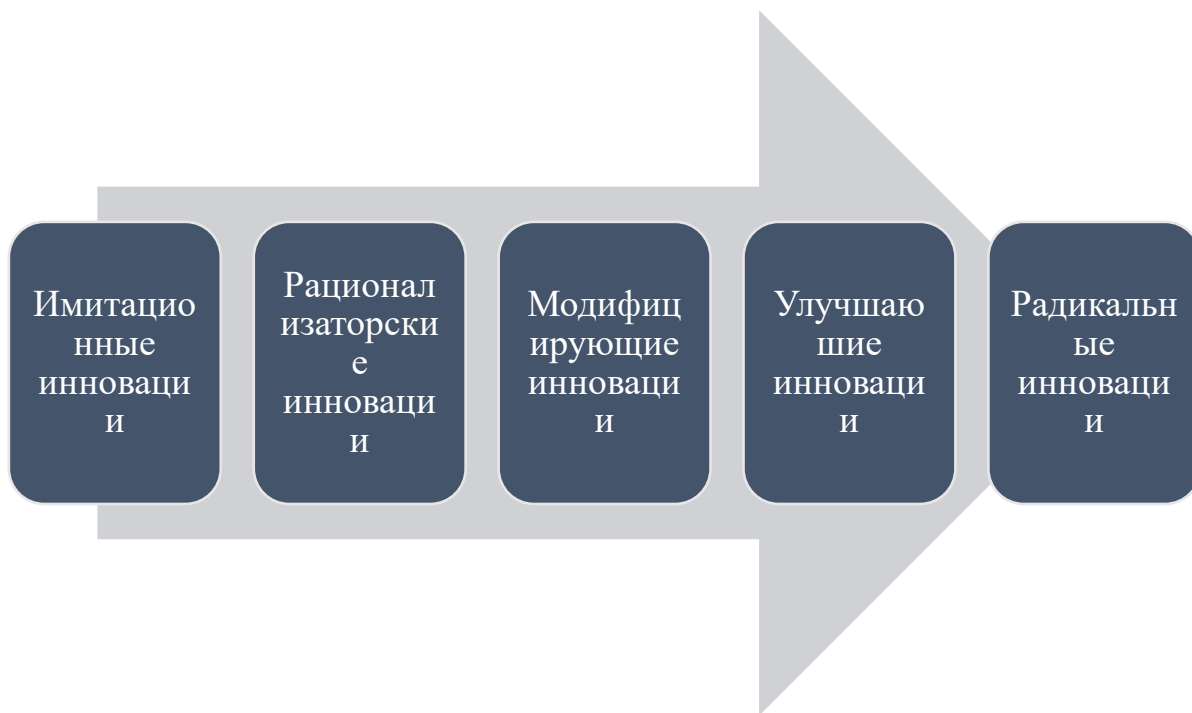 Имитацио
нные
инноваци
и
Рационал
изаторски
е
инноваци
и
Модифиц
ирующие
инноваци
и
Улучшаю
шие
инноваци
и
Радикальн
ые
инноваци
и